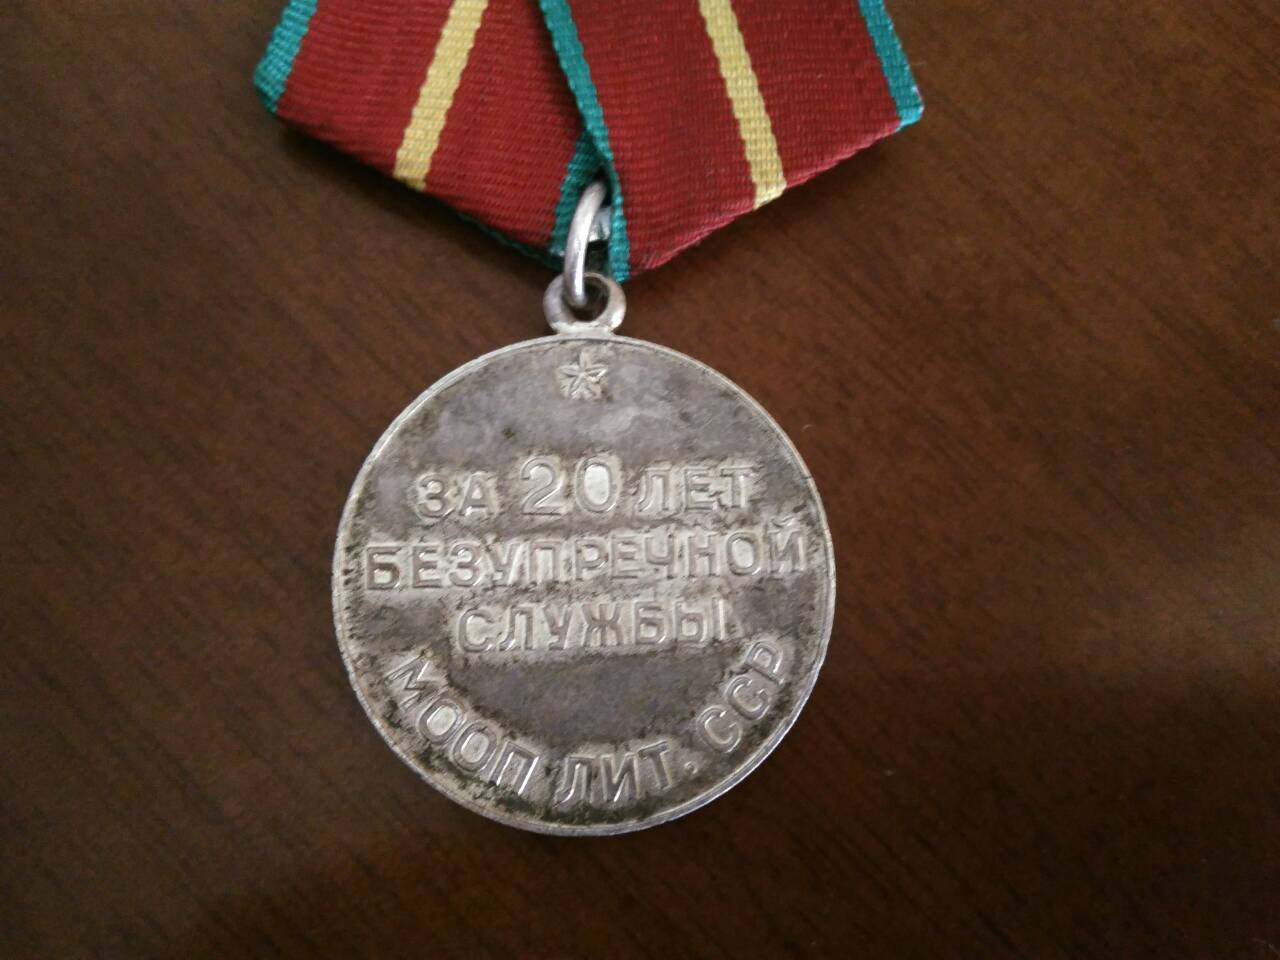 ЗА 20 ЛЕТ
БЕЗУПРЕЧНОЙ
СЛУЖБЫ
МООП ЛИТ. ССР